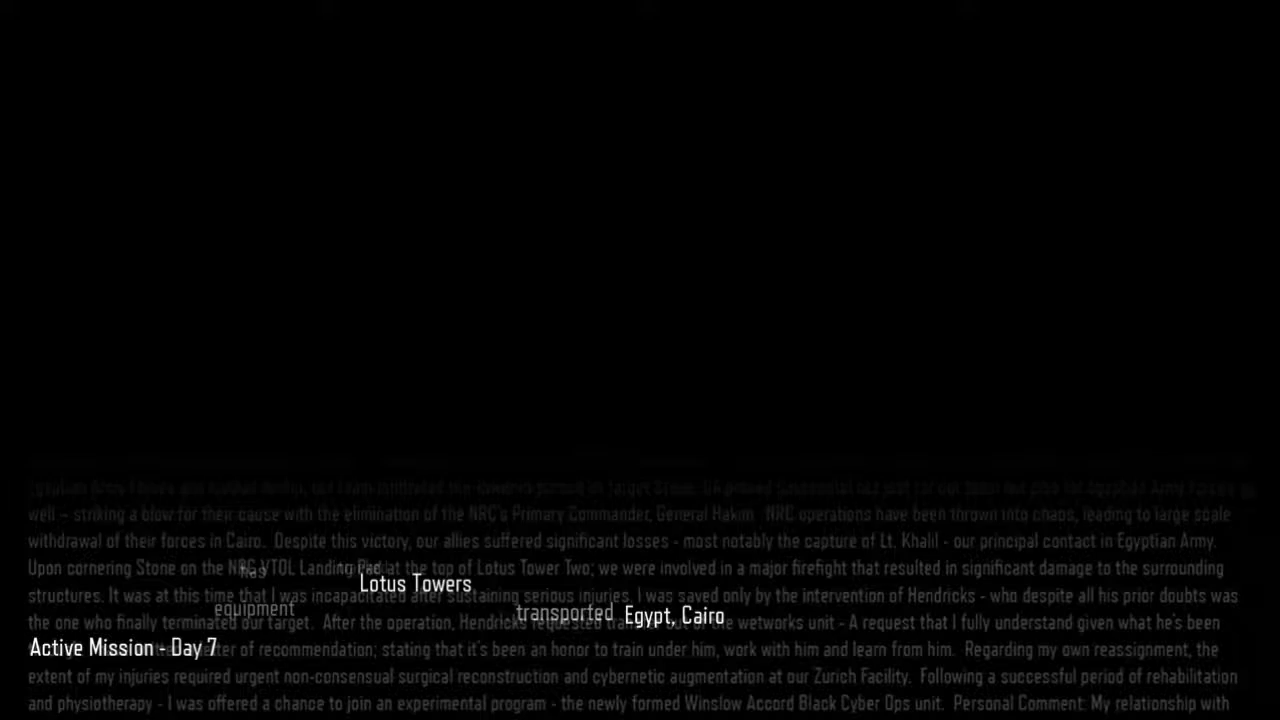 well – striking a blow for their cause with the elimination of the NRC's Primary Commander, General Hakim NRC operations have been thrown into chaos, leading to large scale
withdrawal of their forces in Cairo. Despite this victory, our allies suffered significant losses - most notably the capture of Lt. Khalil - our principal contact in Egyptian Army.
Upon cornering Stone on the NRC VTOL Landing Pad at the top of Lotus Tower Two; we were involved in a major firefight that resulted in significant damage to the surrounding
has
Lotus Towers
structures. It was at this time that I was incapacitated after sustaining serious injuries. I was saved only by the intervention of Hendricks - who despite all his prior doubts was
equipment
transported
Egypt, Cairo
the one who finally terminated our target. After the operation, Hendricks requested out of the wetworks unit - A request that I fully understand given what he's been
Active Mission - Day 7
of recommendation; stating that it's been an honor to train under him, work with him and learn from him. Regarding my own reassignment, the
extent of my injuries required urgent non-consensual surgical reconstruction and cybernetic augmentation at our Zurich Facility. Following a successful period of rehabilitation
and physiotherapy - I was offered a chance to join an experimental program - the newly formed Winslow Accord Black Cyber Ops unit. Personal Comment: My relationship with